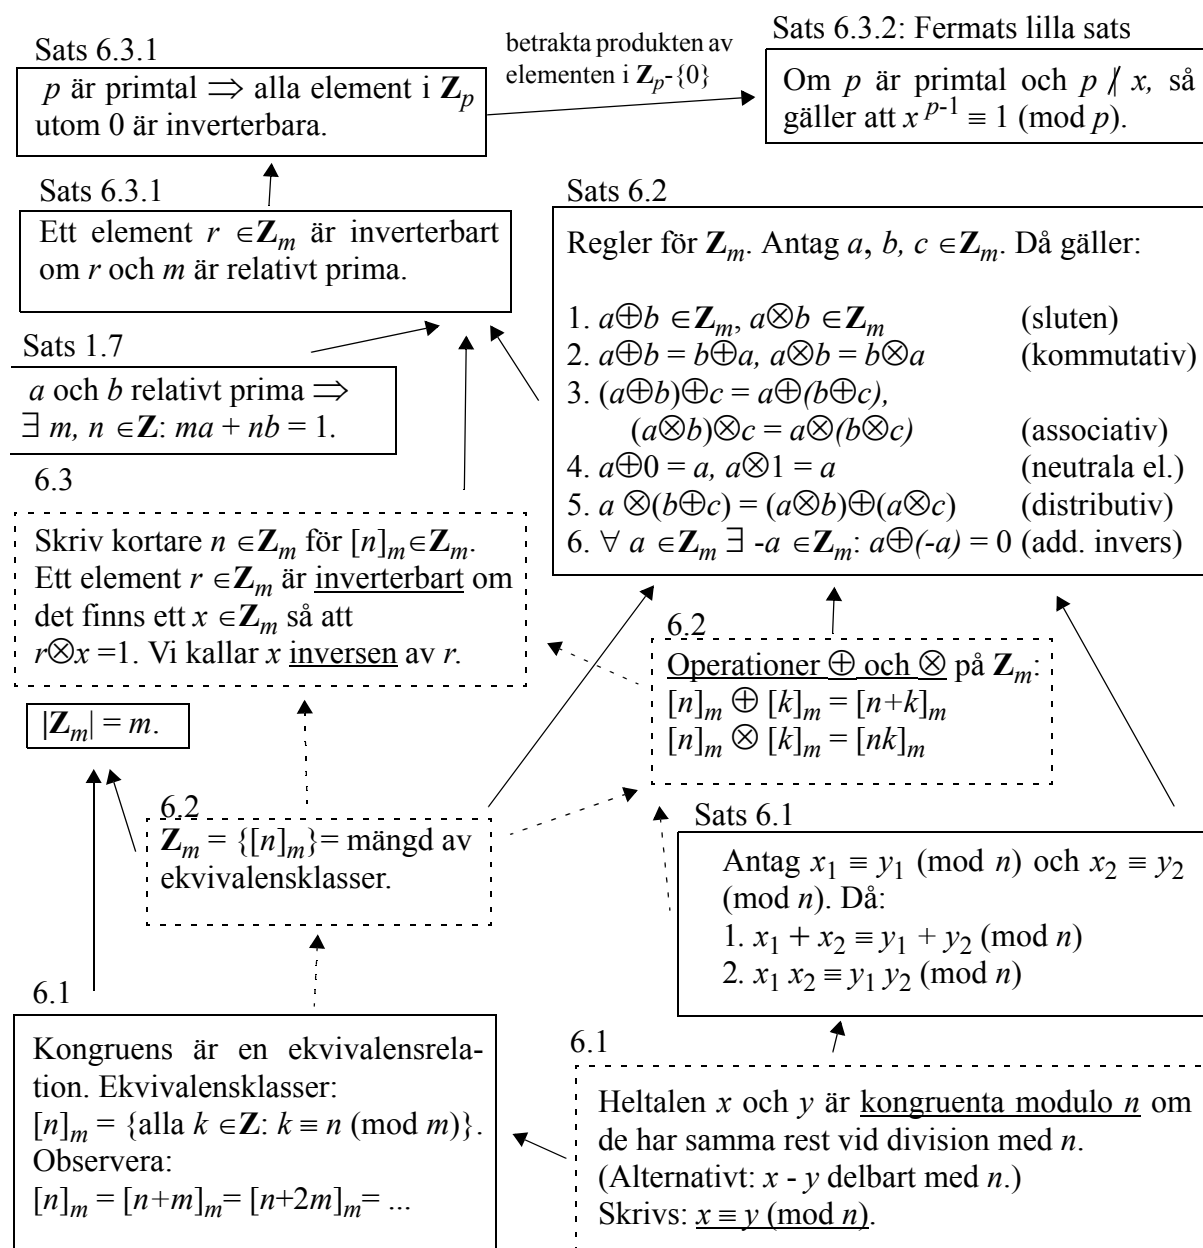 Sats 6.3.1
p är primtal ⇒ alla element i Zp
utom 0 är inverterbara.
betrakta produkten av
elementen i Zp-{0}
Sats 6.3.2: Fermats lilla sats
Om p är primtal och p ∤ x, så
gäller att x^p-1 ≡ 1 (mod p).
Sats 6.3.1
Ett element r ∈Zm är inverterbart
om r och m är relativt prima.
Sats 6.2
Regler för Zm. Antag a, b, c ∈Zm. Då gäller:
1. a⊕b ∈Zm, a⊗b ∈Zm (sluten)
2. a⊕b = b⊕a, a⊗b = b⊗a (kommutativ)
3. (a⊕b)⊕c = a⊕(b⊕c),
(a⊗b)⊗c = a⊗(b⊗c) (associativ)
4. a⊕0 = a, a⊗1 = a (neutrala el.)
5. a ⊗(b⊕c) = (a⊗b)⊕(a⊗c) (distributiv)
6. ∀ a ∈Zm ∃ -a ∈Zm: a⊕(-a) = 0 (add. invers)
Sats 1.7
a och b relativt prima ⇒
∃ m, n ∈Z: ma + nb = 1.
6.3
Skriv kortare n ∈Zm för [n]m∈Zm.
Ett element r ∈Zm är inverterbart om
det finns ett x ∈Zm så att
r⊗x =1. Vi kallar x inversen av r.
6.2
Operationer ⊕ och ⊗ på Zm:
[n]m ⊕ [k]m = [n+k]m
[n]m ⊗ [k]m = [nk]m
|Zm| = m.
6.2
Zm = {[n]m}= mängd av
ekvivalensklasser.
Sats 6.1
Antag x1 ≡ y1 (mod n) och x2 ≡ y2
(mod n). Då:
1. x1 + x2 ≡ y1 + y2 (mod n)
2. x1 x2 ≡ y1 y2 (mod n)
6.1
Kongruens är en ekvivalensrela-
tion. Ekvivalensklasser:
[n]m = {alla k ∈Z: k ≡ n (mod m)}.
Observera:
[n]m = [n+m]m= [n+2m]m= ...
6.1
Heltalen x och y är kongruenta modulo n om
de har samma rest vid division med n.
(Alternativt: x - y delbart med n.)
Skrivs: x ≡ y (mod n).